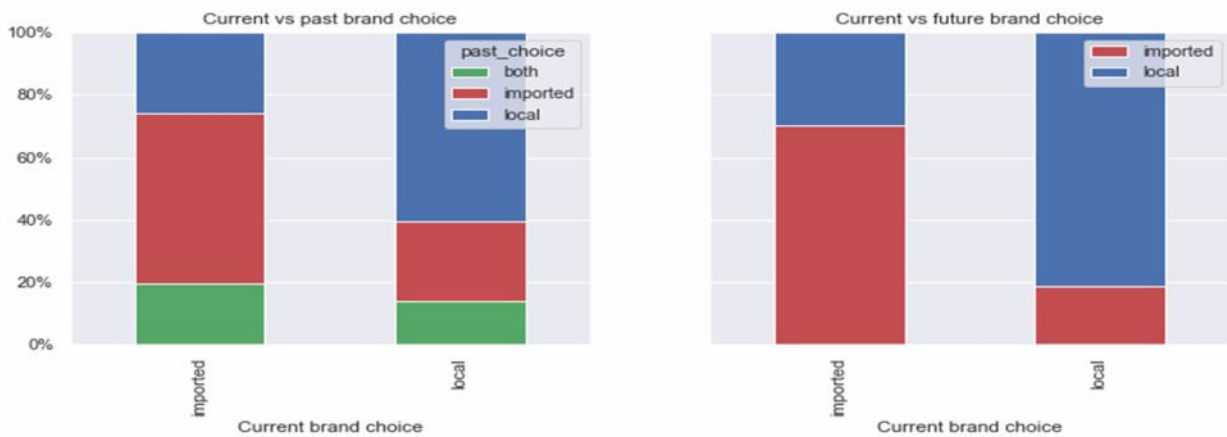 Current vs past brand choice
100%
80%
60%
40%
20%
0%
past_choice
both
imported
local
imported
local
Current brand choice
Current vs future brand choice
imported
local
imported
local
Current brand choice